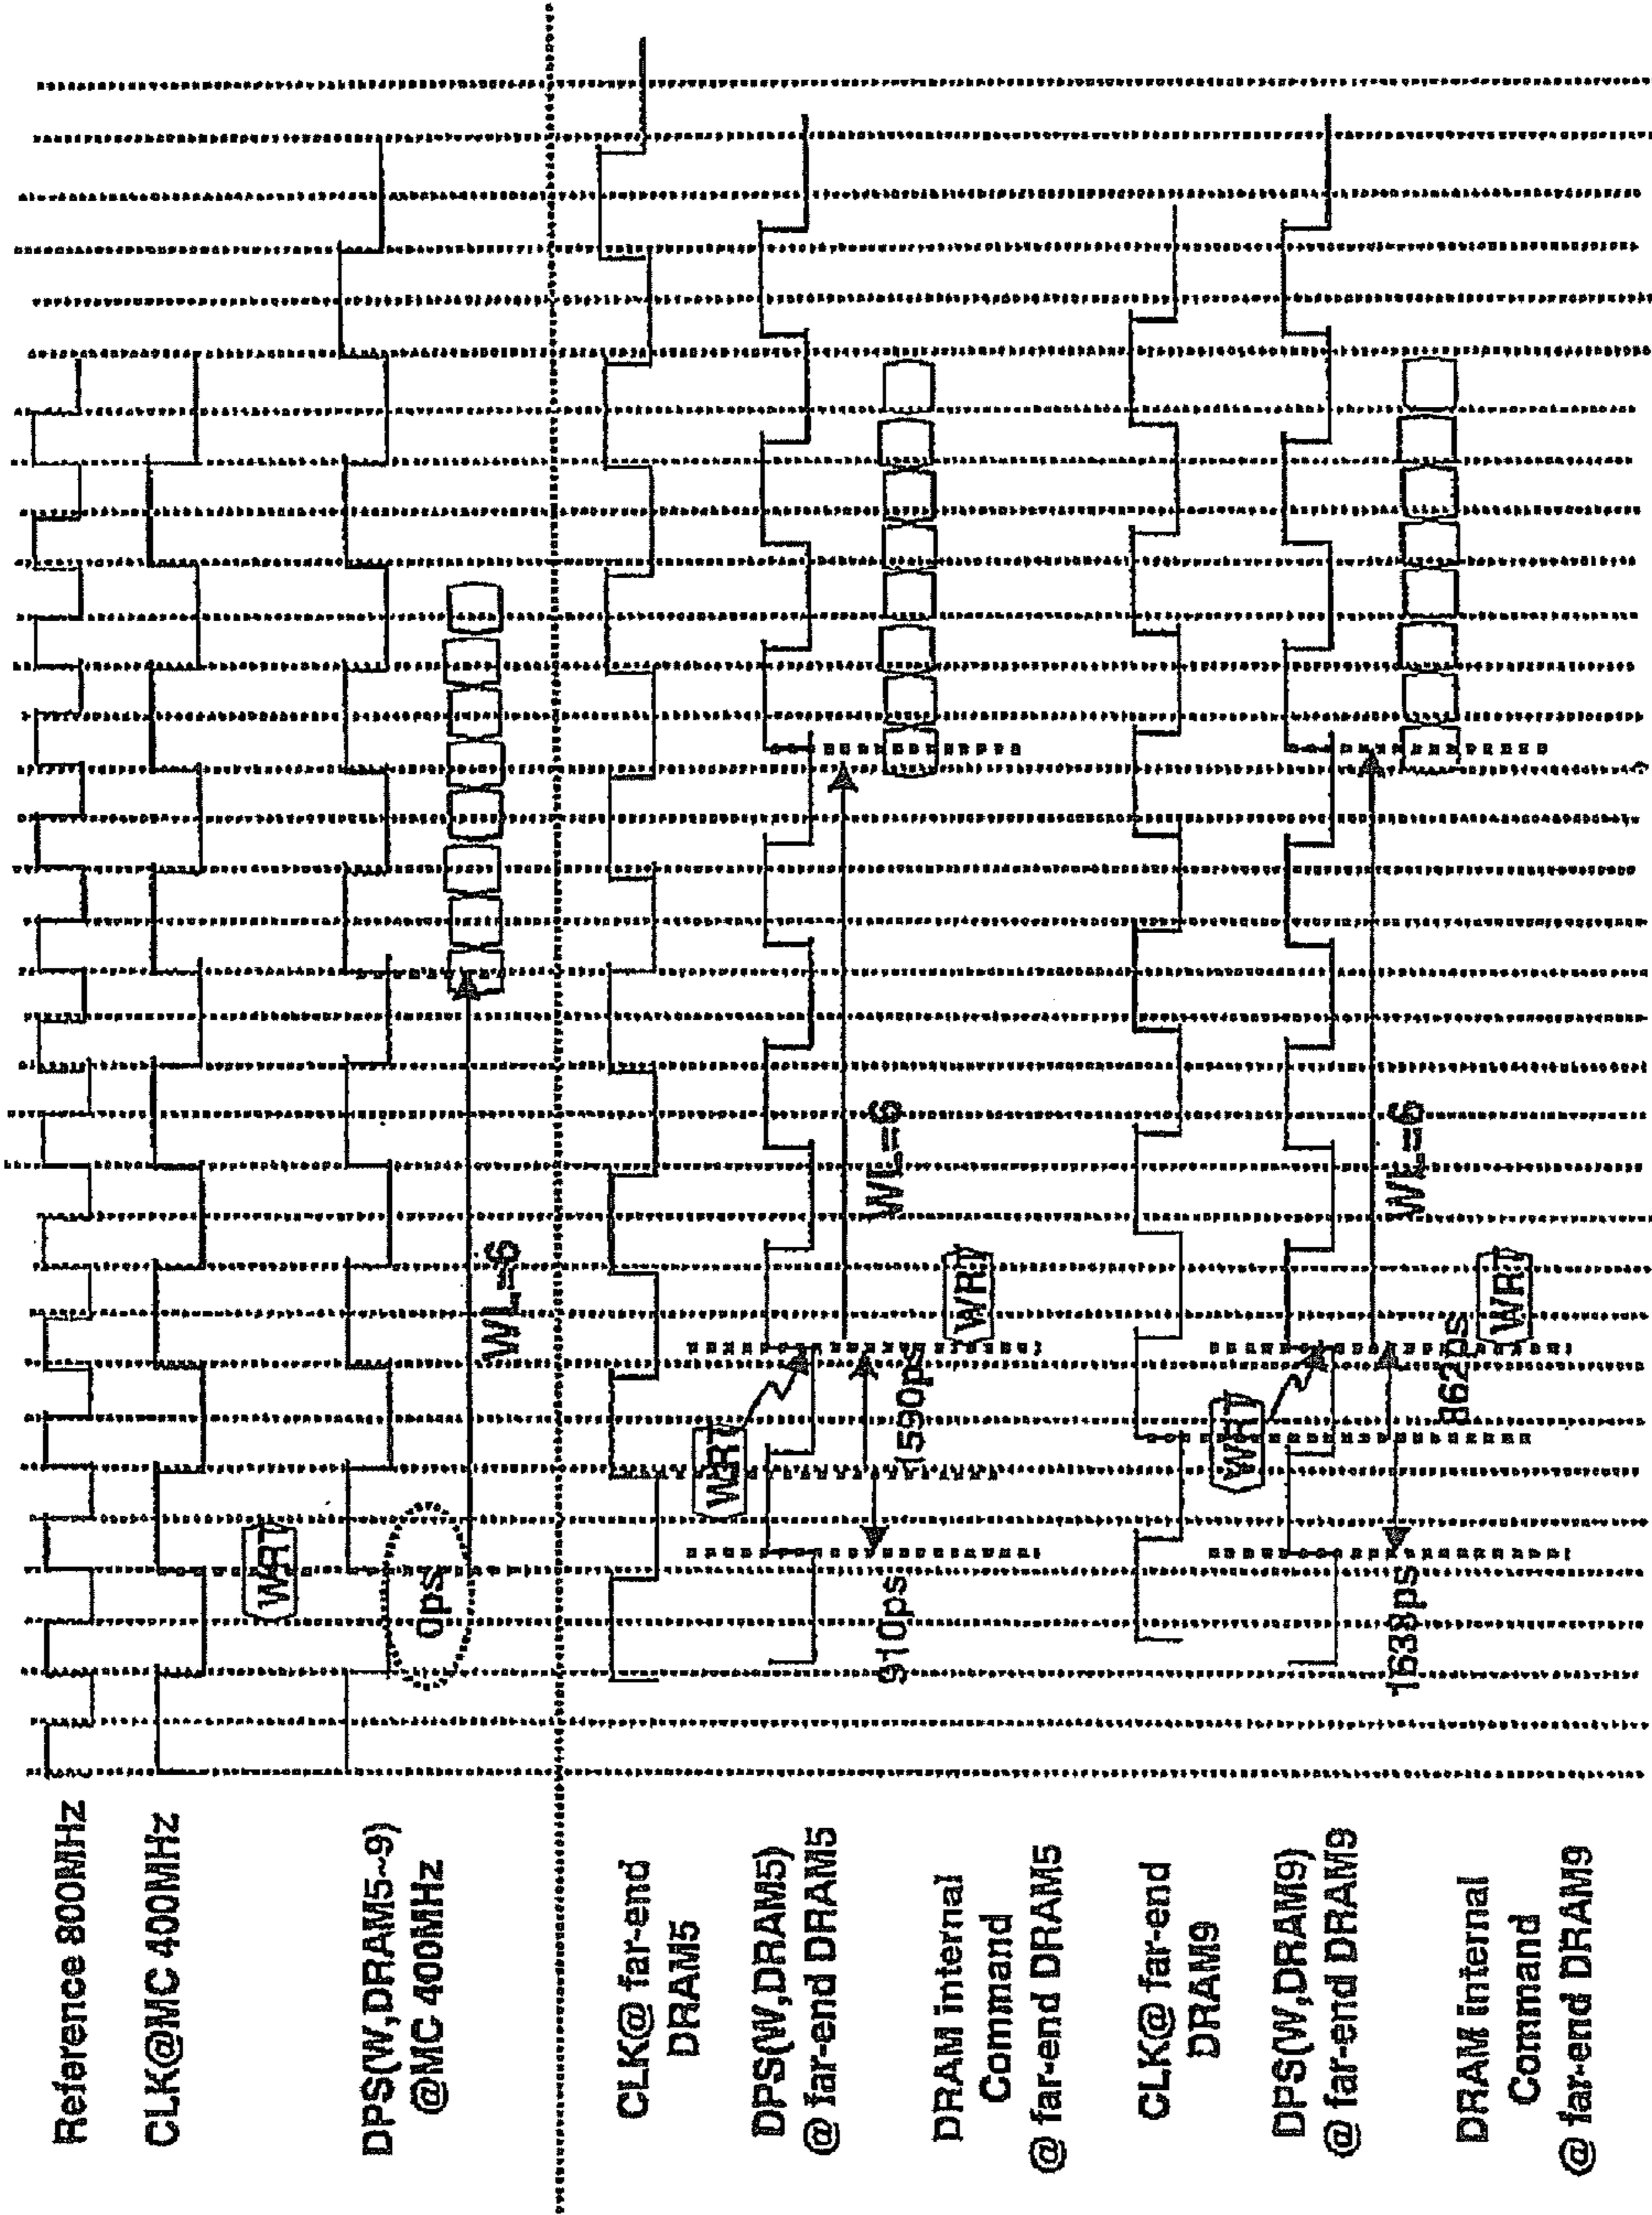 Reference 800MHz
CLK@MC 400MHz
WRT
DPS(W,DRAM5~9)
@MC 400MHz
0ps
WL=6
CLK@ far-end
DRAM5
WRT
DPS(W,DRAM5)
@ far-end DRAM5
910ps
1590ps
WL=6
DRAM internal
Command
@ far-end DRAM5
WRT
CLK@ far-end
DRAM9
WRT
DPS(W,DRAM9)
@ far-end DRAM9
1638ps
862ps
WL=6
DRAM internal
Command
@ far-end DRAM9
WRT